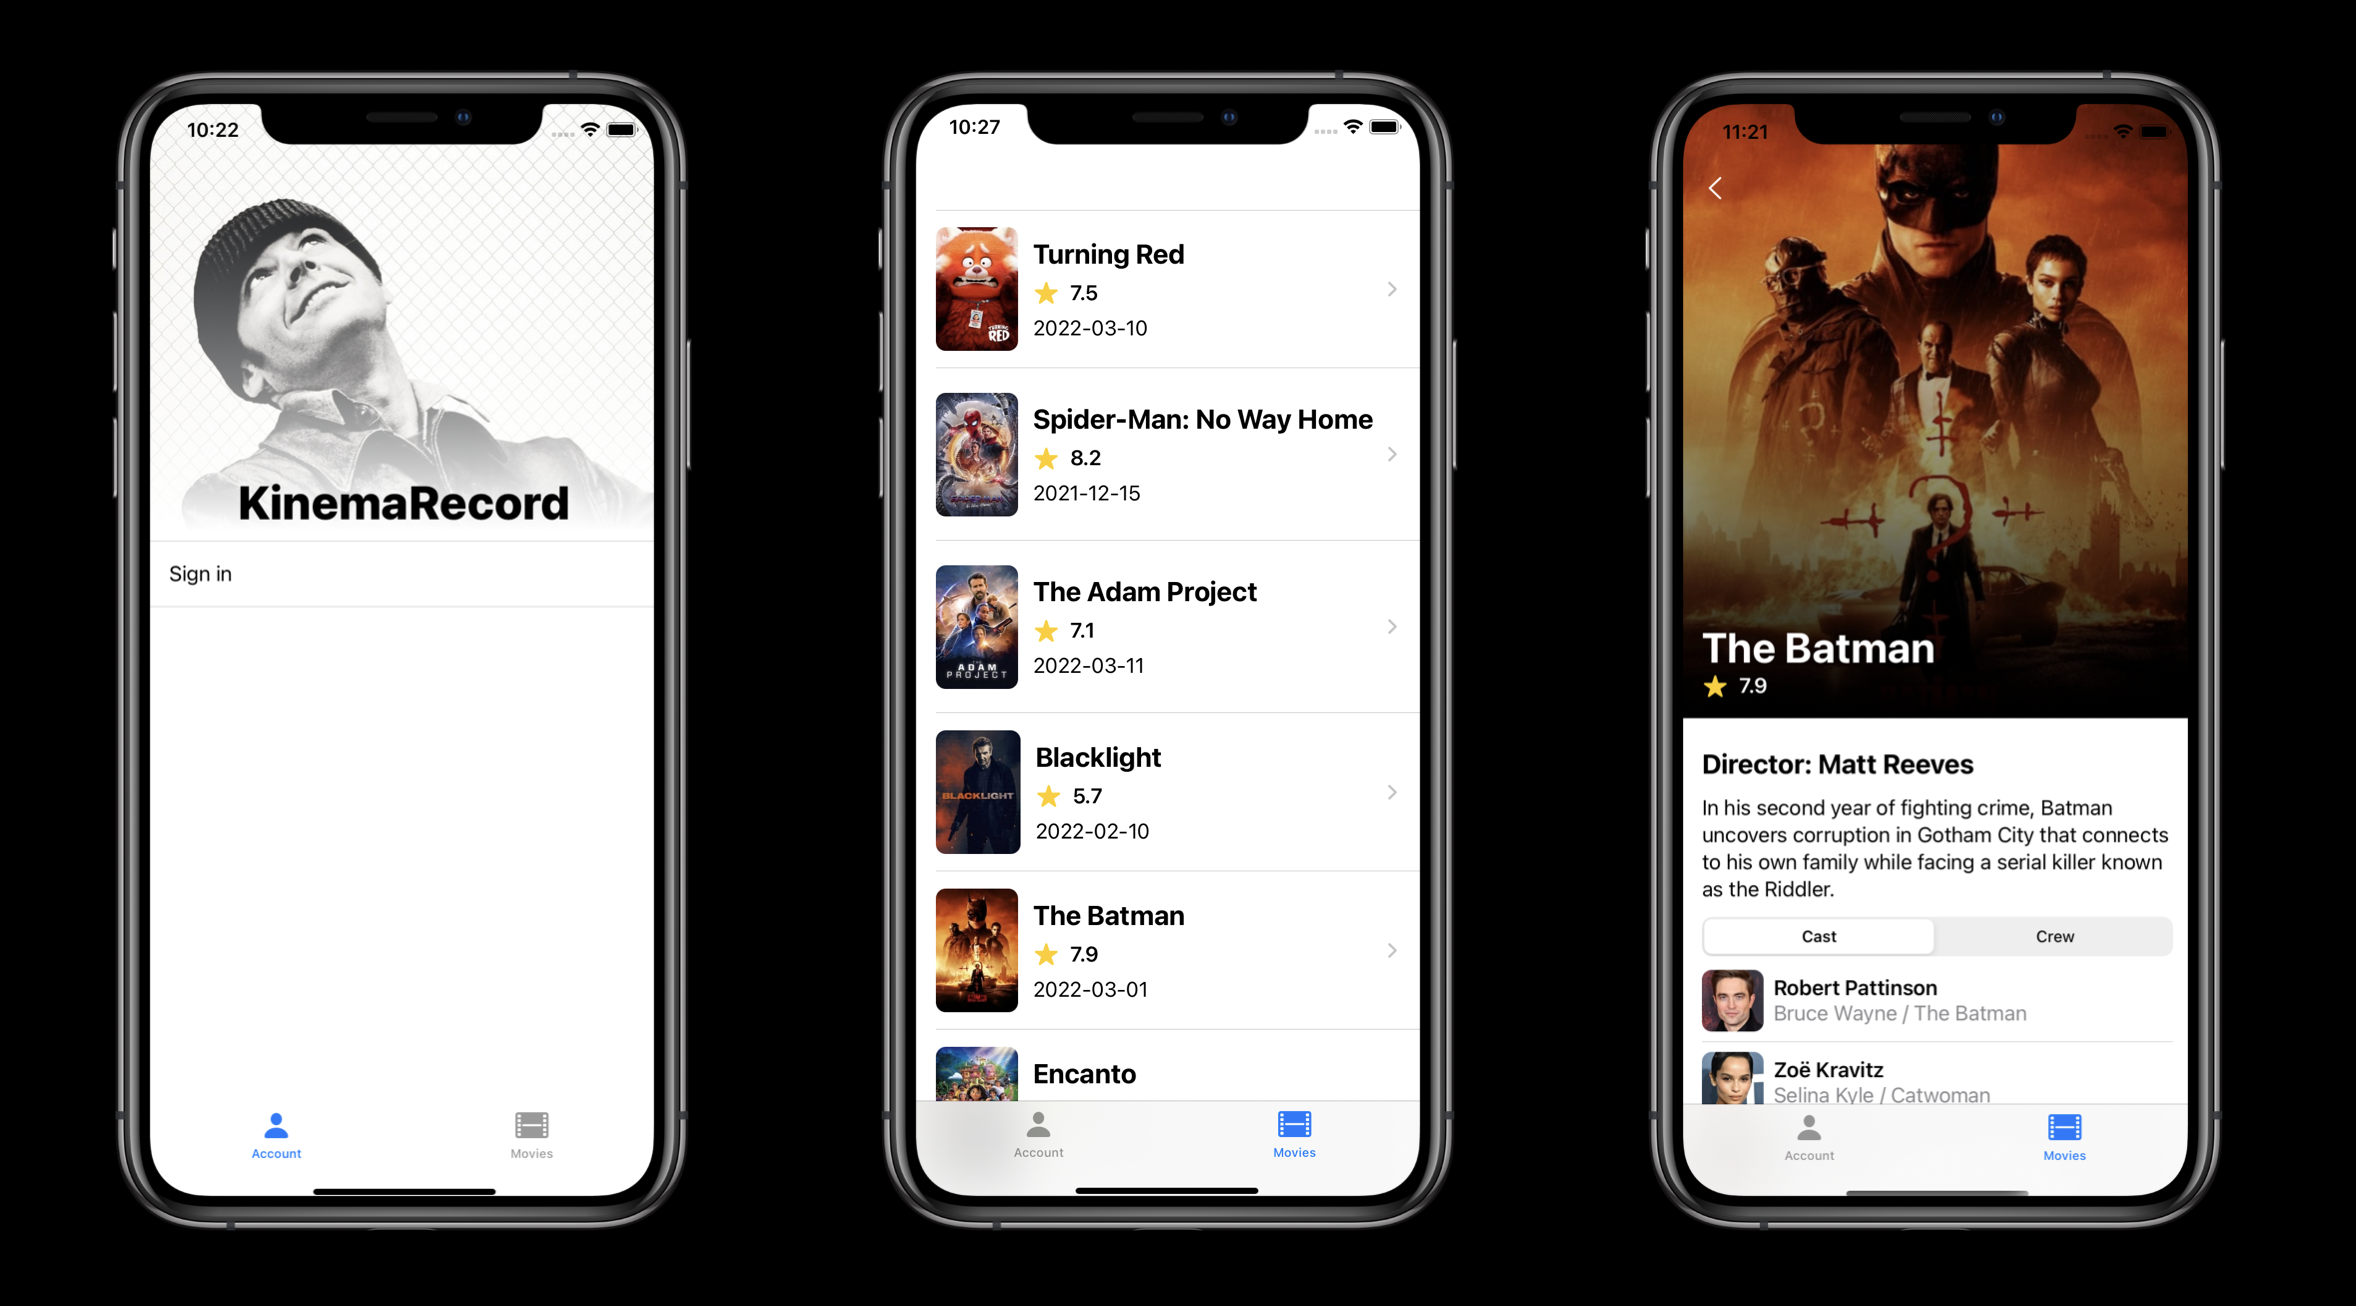 10:22
KinemaRecord
Sign in
Account
Movies
10:27
Turning Red
7.5
2022-03-10
TURNING
RED
Spider-Man: No Way Home
8.2
2021-12-15
The Adam Project
7.1
2022-03-11
ADAM
PROJECT
Blacklight
5.7
2022-02-10
BLACKLIGHT
The Batman
7.9
2022-03-01
Encanto
Account
Movies
11:21
The Batman
7.9
Director: Matt Reeves
In his second year of fighting crime, Batman
uncovers corruption in Gotham City that connects
to his own family while facing a serial killer known
as the Riddler.
Cast
Crew
Robert Pattinson
Bruce Wayne / The Batman
Zoë Kravitz
Selina Kyle / Catwoman
Account
Movies